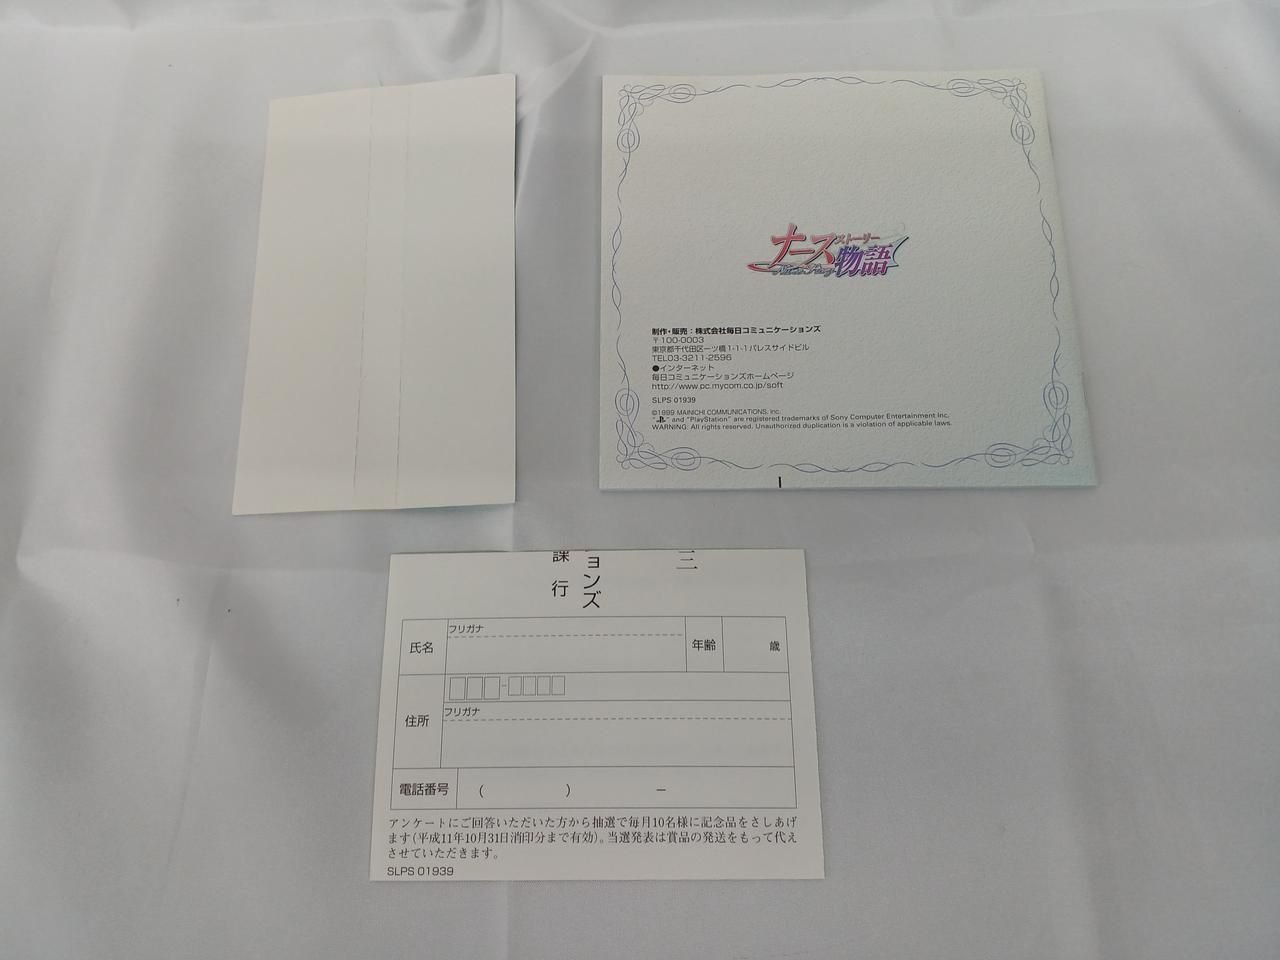 ナース物語
ストーリー
Nurse Story
制作・販売：株式会社毎日コミュニケーションズ
〒100-0003
東京都千代田区一ツ橋1-1-1パレスサイドビル
TEL03-3211-2596
●インターネット
毎日コミュニケーションズホームページ
http://www.pc.mycom.co.jp/soft
SLPS 01939
©1999 MAINICHI COMMUNICATIONS, Inc.
" " and "PlayStation" are registered trademarks of Sony Computer Entertainment Inc.
WARNING: All rights reserved. Unauthorized duplication is a violation of applicable laws.
三
ョンズ
課 行
氏名
フリガナ
年齢
歳
住所
フリガナ
電話番号
( ) －
アンケートにご回答いただいた方から抽選で毎月10名様に記念品をさしあげ
ます(平成11年10月31日消印分まで有効)。当選発表は賞品の発送をもって代え
させていただきます。
SLPS 01939